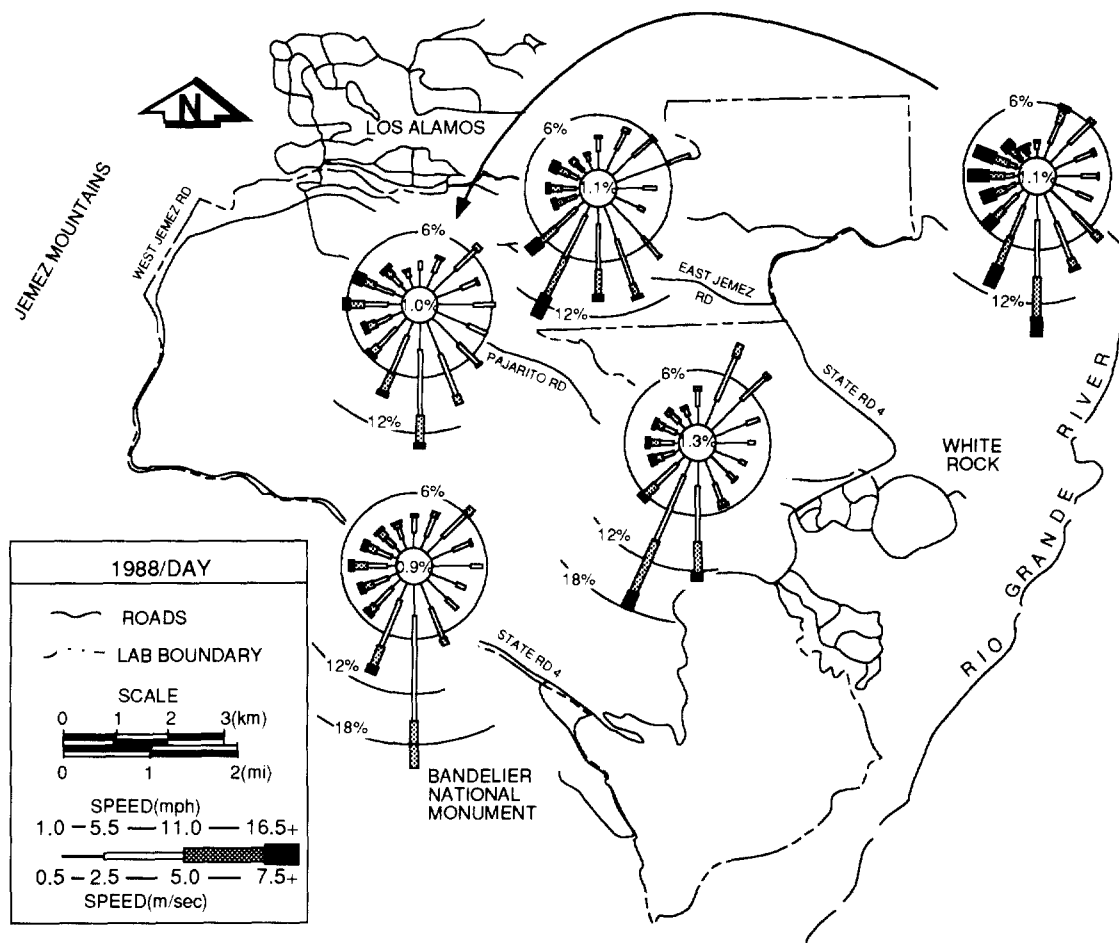 N
LOS ALAMOS
JEMEZ MOUNTAINS
WEST JEMEZ RD
6%
1.1%
12%
6%
1.1%
12%
6%
1.0%
12%
EAST JEMEZ
RD
PAJARITO RD
STATE RD 4
6%
1.3%
12%
18%
WHITE
ROCK
RIO GRANDE RIVER
6%
0.9%
12%
18%
STATE RD 4
BANDELIER
NATIONAL
MONUMENT
1988/DAY
ROADS
LAB BOUNDARY
SCALE
0 1 2 3(km)
0 1 2(mi)
SPEED(mph)
1.0 – 5.5 — 11.0 — 16.5+
0.5 – 2.5 — 5.0 — 7.5+
SPEED(m/sec)